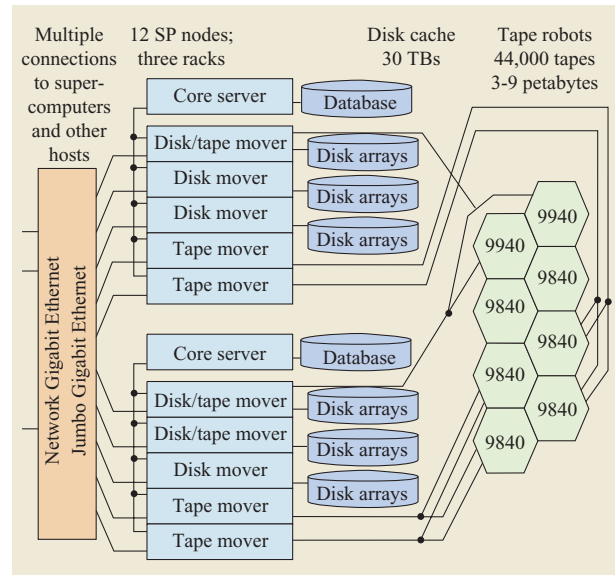 Multiple
connections
to super-
computers
and other
hosts
12 SP nodes;
three racks
Disk cache
30 TBs
Tape robots
44,000 tapes
3-9 petabytes
Core server
Database
Disk/tape mover
Disk arrays
Disk mover
Disk arrays
Disk mover
Disk arrays
Tape mover
Tape mover
Core server
Database
Disk/tape mover
Disk arrays
Disk/tape mover
Disk arrays
Disk mover
Disk arrays
Tape mover
Tape mover
Network Gigabit Ethernet
Jumbo Gigabit Ethernet
9940
9940
9840
9840
9840
9840
9840
9840